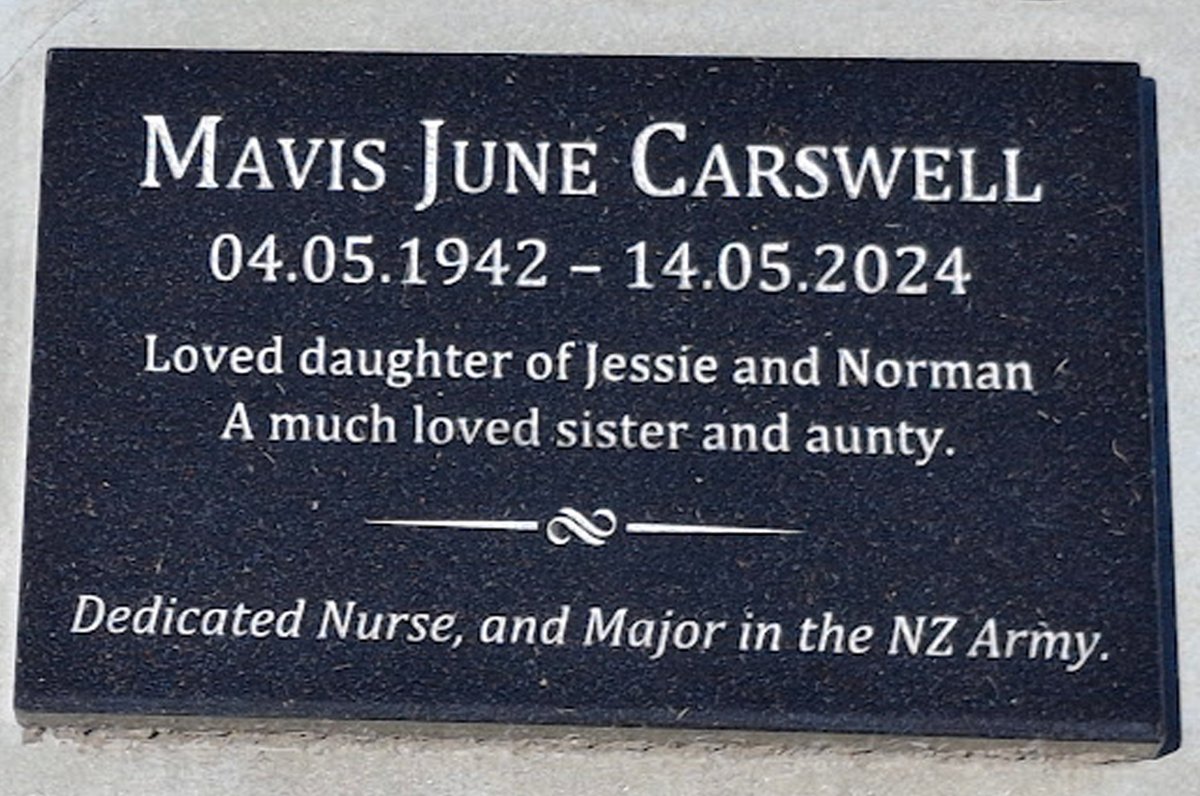 MAVIS JUNE CARSWELL
04.05.1942 – 14.05.2024
Loved daughter of Jessie and Norman
A much loved sister and aunty.
Dedicated Nurse, and Major in the NZ Army.